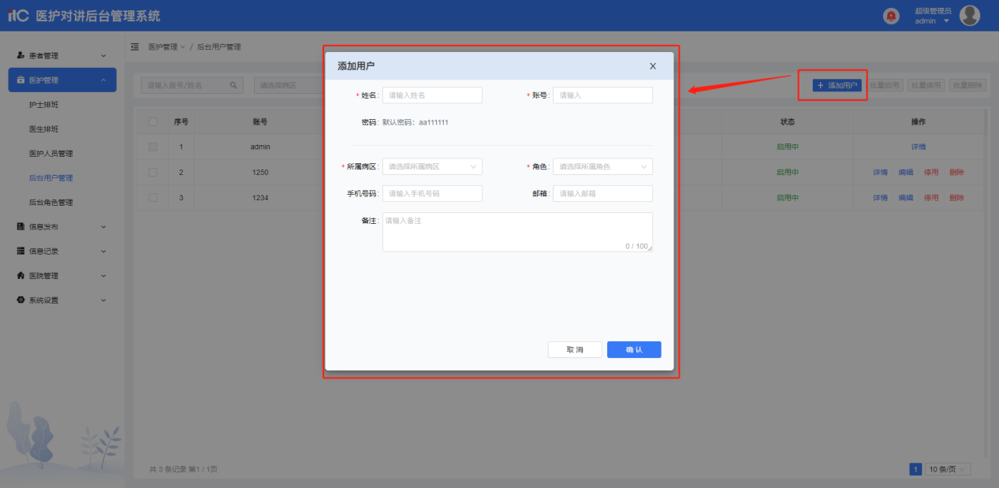 itC 医护对讲后台管理系统
超级管理员
admin
患者管理
医护管理
护士排班
医生排班
医护人员管理
后台用户管理
后台角色管理
信息发布
信息记录
医院管理
系统设置
医护管理 / 后台用户管理
请输入账号/姓名 请选择病区
+ 添加用户 批量启用 批量停用 批量删除
序号 账号 状态 操作
1 admin 启用中 详情
2 1250 启用中 详情 编辑 停用 删除
3 1234 启用中 详情 编辑 停用 删除
添加用户 X
* 姓名: 请输入姓名 * 账号: 请输入
密码: 默认密码: aa111111
* 所属病区: 请选择所属病区 * 角色: 请选择所属角色
手机号码: 请输入手机号码 邮箱: 请输入邮箱
备注: 请输入备注
0 / 100
取消 确认
共 3 条记录 第1 / 1页
1 10 条/页